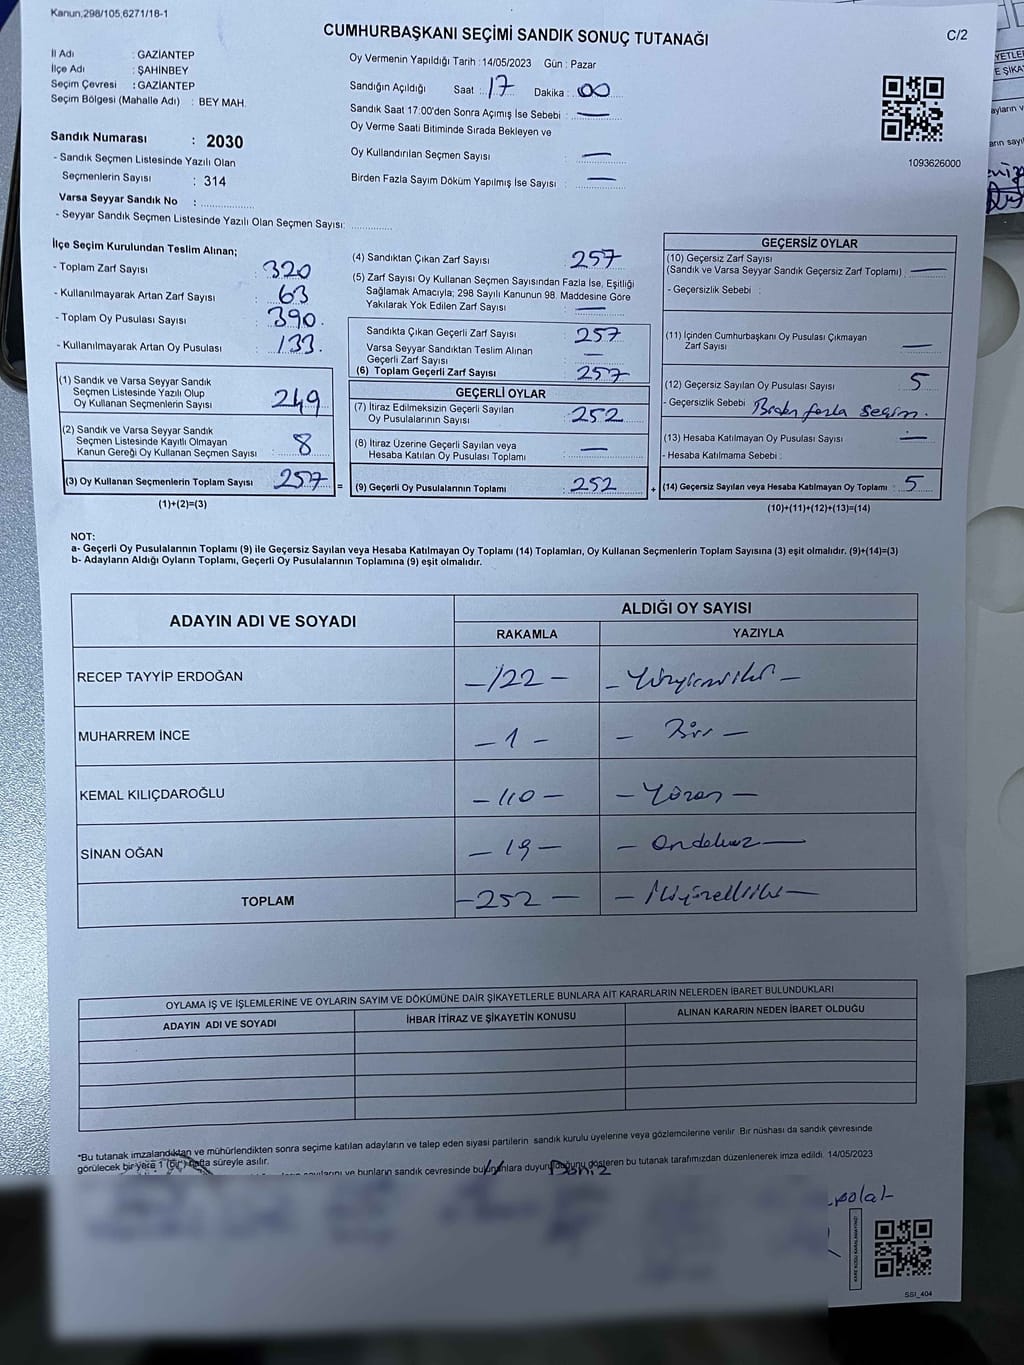 Kanun,298/105,6271/18-1
CUMHURBAŞKANI SEÇİMİ SANDIK SONUÇ TUTANAĞI
C/2
İl Adı : GAZİANTEP
İlçe Adı : ŞAHİNBEY
Seçim Çevresi : GAZİANTEP
Seçim Bölgesi (Mahalle Adı) : BEY MAH.
Sandık Numarası : 2030
- Sandık Seçmen Listesinde Yazılı Olan
Seçmenlerin Sayısı : 314
Varsa Seyyar Sandık No :
- Seyyar Sandık Seçmen Listesinde Yazılı Olan Seçmen Sayısı:
Oy Vermenin Yapıldığı Tarih :14/05/2023 Gün : Pazar
Sandığın Açıldığı Saat : 17 Dakika : 00
Sandık Saat 17:00'den Sonra Açılmış İse Sebebi : —
Oy Verme Saati Bitiminde Sırada Bekleyen ve
Oy Kullandırılan Seçmen Sayısı : —
Birden Fazla Sayım Döküm Yapılmış İse Sayısı : —
1093626000
İlçe Seçim Kurulundan Teslim Alınan;
- Toplam Zarf Sayısı : 320
- Kullanılmayarak Artan Zarf Sayısı : 63
- Toplam Oy Pusulası Sayısı : 390
- Kullanılmayarak Artan Oy Pusulası : 133
(1) Sandık ve Varsa Seyyar Sandık
Seçmen Listesinde Yazılı Olup
Oy Kullanan Seçmenlerin Sayısı : 249
(2) Sandık ve Varsa Seyyar Sandık
Seçmen Listesinde Kayıtlı Olmayan
Kanun Gereği Oy Kullanan Seçmen Sayısı : 8
(3) Oy Kullanan Seçmenlerin Toplam Sayısı : 257 =
(1)+(2)=(3)
(4) Sandıktan Çıkan Zarf Sayısı : 257
(5) Zarf Sayısı Oy Kullanan Seçmen Sayısından Fazla İse, Eşitliği
Sağlamak Amacıyla; 298 Sayılı Kanunun 98. Maddesine Göre
Yakılarak Yok Edilen Zarf Sayısı : —
Sandıkta Çıkan Geçerli Zarf Sayısı : 257
Varsa Seyyar Sandıktan Teslim Alınan
Geçerli Zarf Sayısı : —
(6) Toplam Geçerli Zarf Sayısı : 257
GEÇERLİ OYLAR
(7) İtiraz Edilmeksizin Geçerli Sayılan
Oy Pusulalarının Sayısı : 252
(8) İtiraz Üzerine Geçerli Sayılan veya
Hesaba Katılan Oy Pusulası Toplamı : —
(9) Geçerli Oy Pusulalarının Toplamı : 252 +
GEÇERSİZ OYLAR
(10) Geçersiz Zarf Sayısı
(Sandık ve Varsa Seyyar Sandık Geçersiz Zarf Toplamı) : —
- Geçersizlik Sebebi :
(11) İçinden Cumhurbaşkanı Oy Pusulası Çıkmayan
Zarf Sayısı : —
(12) Geçersiz Sayılan Oy Pusulası Sayısı : 5
- Geçersizlik Sebebi : Birden fazla seçim.
(13) Hesaba Katılmayan Oy Pusulası Sayısı : —
- Hesaba Katılmama Sebebi :
(14) Geçersiz Sayılan veya Hesaba Katılmayan Oy Toplamı : 5
(10)+(11)+(12)+(13)=(14)
NOT:
a- Geçerli Oy Pusulalarının Toplamı (9) ile Geçersiz Sayılan veya Hesaba Katılmayan Oy Toplamı (14) Toplamları, Oy Kullanan Seçmenlerin Toplam Sayısına (3) eşit olmalıdır. (9)+(14)=(3)
b- Adayların Aldığı Oyların Toplamı, Geçerli Oy Pusulalarının Toplamına (9) eşit olmalıdır.
ADAYIN ADI VE SOYADI ALDIĞI OY SAYISI
RAKAMLA YAZIYLA
RECEP TAYYİP ERDOĞAN -122- - Yüzyirmiiki -
MUHARREM İNCE -1- - Bir -
KEMAL KILIÇDAROĞLU -110- - Yüzon -
SİNAN OĞAN -19- - Ondokuz -
TOPLAM -252- - İkiyüzelliiki -
OYLAMA İŞ VE İŞLEMLERİNE VE OYLARIN SAYIM VE DÖKÜMÜNE DAİR ŞİKAYETLERLE BUNLARA AİT KARARLARIN NELERDEN İBARET BULUNDUKLARI
ADAYIN ADI VE SOYADI İHBAR İTİRAZ VE ŞİKAYETİN KONUSU ALINAN KARARIN NEDEN İBARET OLDUĞU
*Bu tutanak imzalandıktan ve mühürlendikten sonra seçime katılan adayların ve talep eden siyasi partilerin sandık kurulu üyelerine veya gözlemcilerine verilir. Bir nüshası da sandık çevresinde
görülecek bir yere 1 (Bir) hafta süreyle asılır.
ve bunların sandık çevresinde bulunanlara duyurulduğunu gösteren bu tutanak tarafımızdan düzenlenerek imza edildi. 14/05/2023
Deniz
polat
KARE KODU KARALAMAYINIZ!
SSI_404